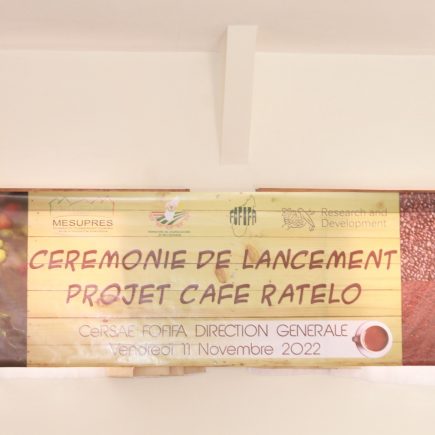 MESUPRES
FOFIFA
Research and
Development
CEREMONIE DE LANCEMENT
PROJET CAFE RATELO
CeRSAE FOFIFA, DIRECTION GENERALE
Vendredi 11 Novembre 2022